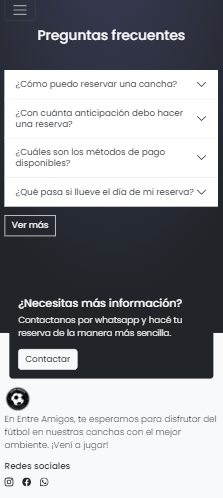 Preguntas frecuentes
¿Cómo puedo reservar una cancha?
¿Con cuánta anticipación debo hacer
una reserva?
¿Cuáles son los métodos de pago
disponibles?
¿Qué pasa si llueve el día de mi reserva?
Ver más
¿Necesitas más información?
Contactanos por whatsapp y hacé tu
reserva de la manera más sencilla.
Contactar
En Entre Amigos, te esperamos para disfrutar del
fútbol en nuestras canchas con el mejor
ambiente. ¡Vení a jugar!
Redes sociales